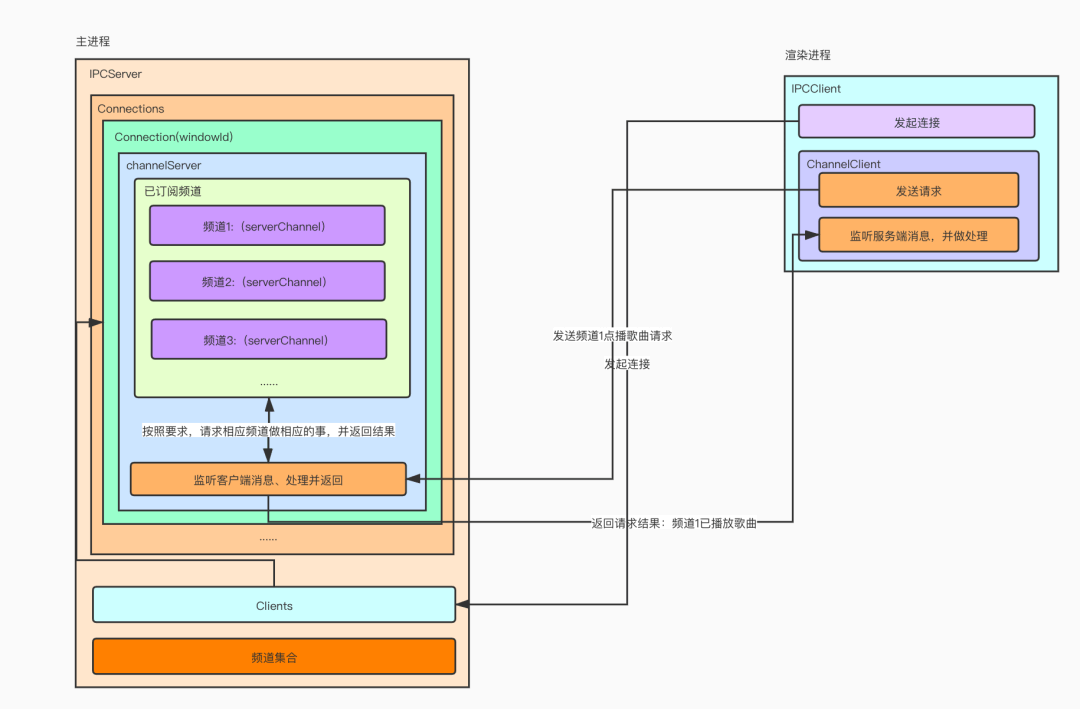 主进程
IPCServer
Connections
Connection(windowId)
channelServer
已订阅频道
频道1:（serverChannel）
频道2:（serverChannel）
频道3:（serverChannel）
......
按照要求，请求相应频道做相应的事，并返回结果
监听客户端消息、处理并返回
......
Clients
频道集合
渲染进程
IPCClient
发起连接
ChannelClient
发送请求
监听服务端消息，并做处理
发送频道1点播歌曲请求
发起连接
返回请求结果：频道1已播放歌曲